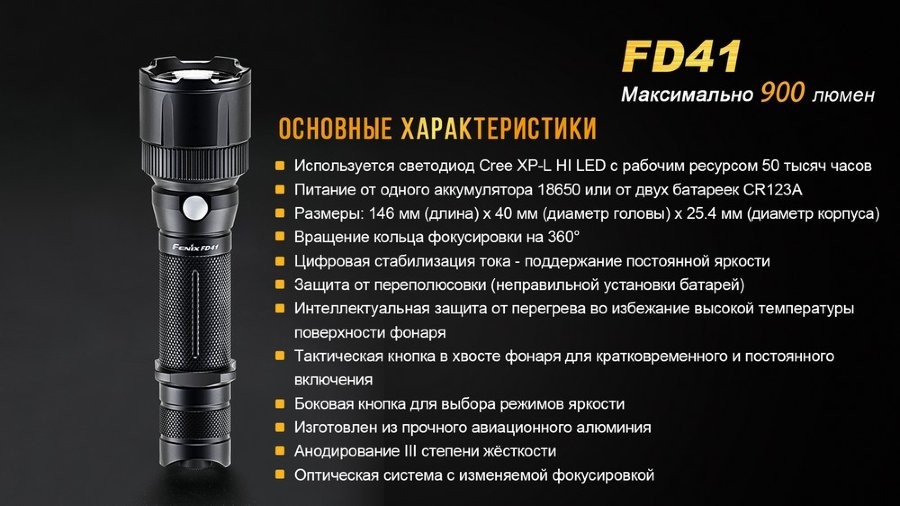 FD41
Максимально 900 люмен
ОСНОВНЫЕ ХАРАКТЕРИСТИКИ
Используется светодиод Cree XP-L HI LED с рабочим ресурсом 50 тысяч часов
Питание от одного аккумулятора 18650 или от двух батареек CR123A
Размеры: 146 мм (длина) x 40 мм (диаметр головы) x 25.4 мм (диаметр корпуса)
Вращение кольца фокусировки на 360°
Цифровая стабилизация тока - поддержание постоянной яркости
Защита от переполюсовки (неправильной установки батарей)
Интеллектуальная защита от перегрева во избежание высокой температуры
поверхности фонаря
Тактическая кнопка в хвосте фонаря для кратковременного и постоянного
включения
Боковая кнопка для выбора режимов яркости
Изготовлен из прочного авиационного алюминия
Анодирование III степени жёсткости
Оптическая система с изменяемой фокусировкой
FENIX FD41